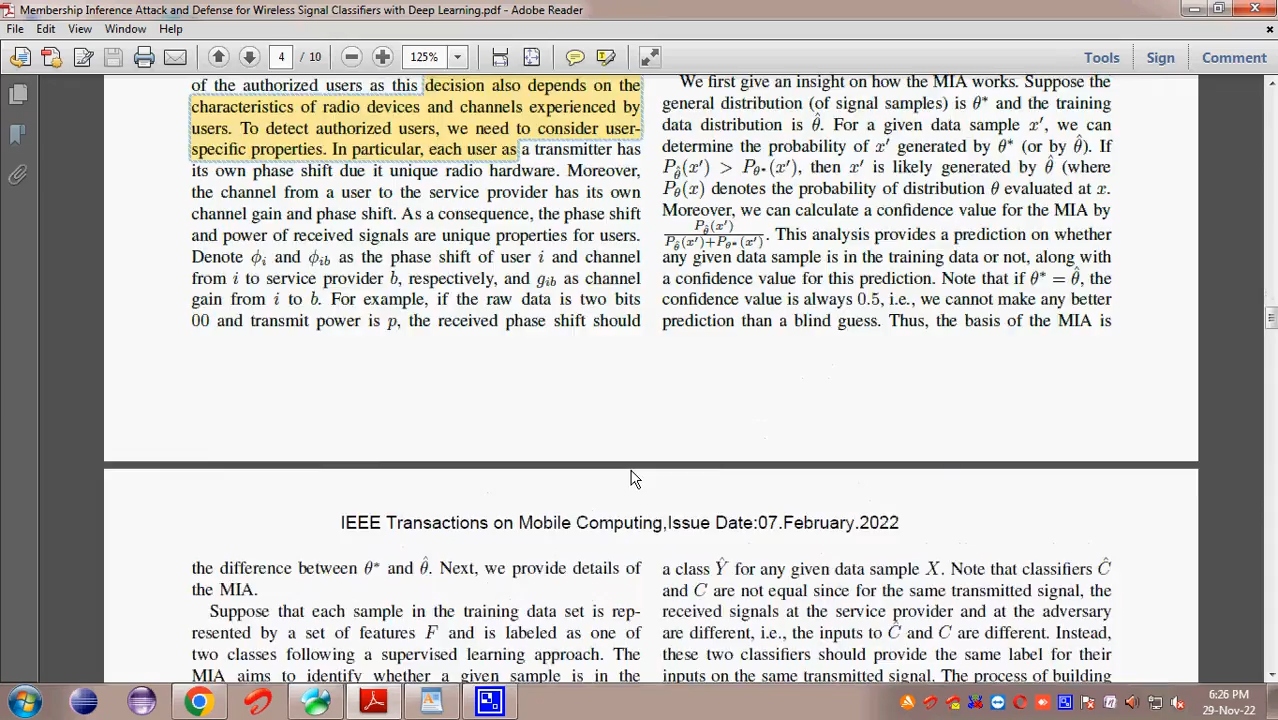 Membership Inference Attack and Defense for Wireless Signal Classifiers with Deep Learning.pdf - Adobe Reader
File Edit View Window Help
4 / 10 125% Tools Sign Comment
of the authorized users as this decision also depends on the
characteristics of radio devices and channels experienced by
users. To detect authorized users, we need to consider user-
specific properties. In particular, each user as a transmitter has
its own phase shift due it unique radio hardware. Moreover,
the channel from a user to the service provider has its own
channel gain and phase shift. As a consequence, the phase shift
and power of received signals are unique properties for users.
Denote ϕᵢ and ϕᵢb as the phase shift of user i and channel
from i to service provider b, respectively, and gᵢb as channel
gain from i to b. For example, if the raw data is two bits
00 and transmit power is p, the received phase shift should
We first give an insight on how the MIA works. Suppose the
general distribution (of signal samples) is θ* and the training
data distribution is θ̂. For a given data sample x′, we can
determine the probability of x′ generated by θ* (or by θ̂). If
P_θ̂(x′) > P_θ*(x′), then x′ is likely generated by θ̂ (where
P_θ(x) denotes the probability of distribution θ evaluated at x.
Moreover, we can calculate a confidence value for the MIA by
P_θ̂(x′) / P_θ̂(x′)+P_θ*(x′). This analysis provides a prediction on whether
any given data sample is in the training data or not, along with
a confidence value for this prediction. Note that if θ* = θ̂, the
confidence value is always 0.5, i.e., we cannot make any better
prediction than a blind guess. Thus, the basis of the MIA is
IEEE Transactions on Mobile Computing,Issue Date:07.February.2022
the difference between θ* and θ̂. Next, we provide details of
the MIA.
Suppose that each sample in the training data set is rep-
resented by a set of features F and is labeled as one of
two classes following a supervised learning approach. The
MIA aims to identify whether a given sample is in the
a class Ŷ for any given data sample X. Note that classifiers Ĉ
and C are not equal since for the same transmitted signal, the
received signals at the service provider and at the adversary
are different, i.e., the inputs to Ĉ and C are different. Instead,
these two classifiers should provide the same label for their
inputs on the same transmitted signal. The process of building
6:26 PM
29-Nov-22